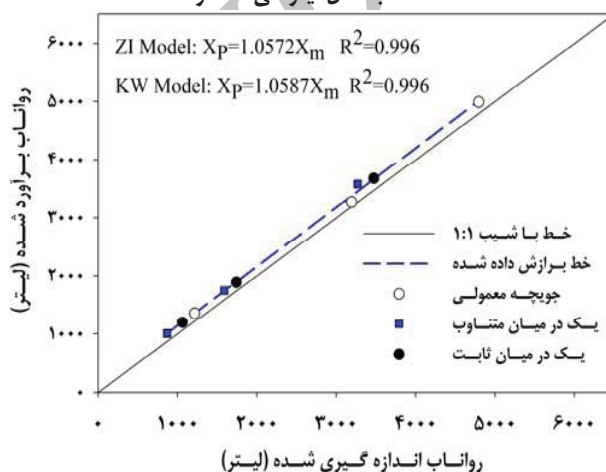 ZI Model: XP=1.0572Xm R2=0.996
KW Model: XP=1.0587Xm R2=0.996
رواناب برآورد شده (لیتر)
۶۰۰۰
۵۰۰۰
۴۰۰۰
۳۰۰۰
۲۰۰۰
۱۰۰۰
۰
خط با شیب ۱:۱
خط برازش داده شده
جویچه معمولی
یک در میان متناوب
یک در میان ثابت
۰ ۱۰۰۰ ۲۰۰۰ ۳۰۰۰ ۴۰۰۰ ۵۰۰۰ ۶۰۰۰
رواناب اندازه گیری شده (لیتر)